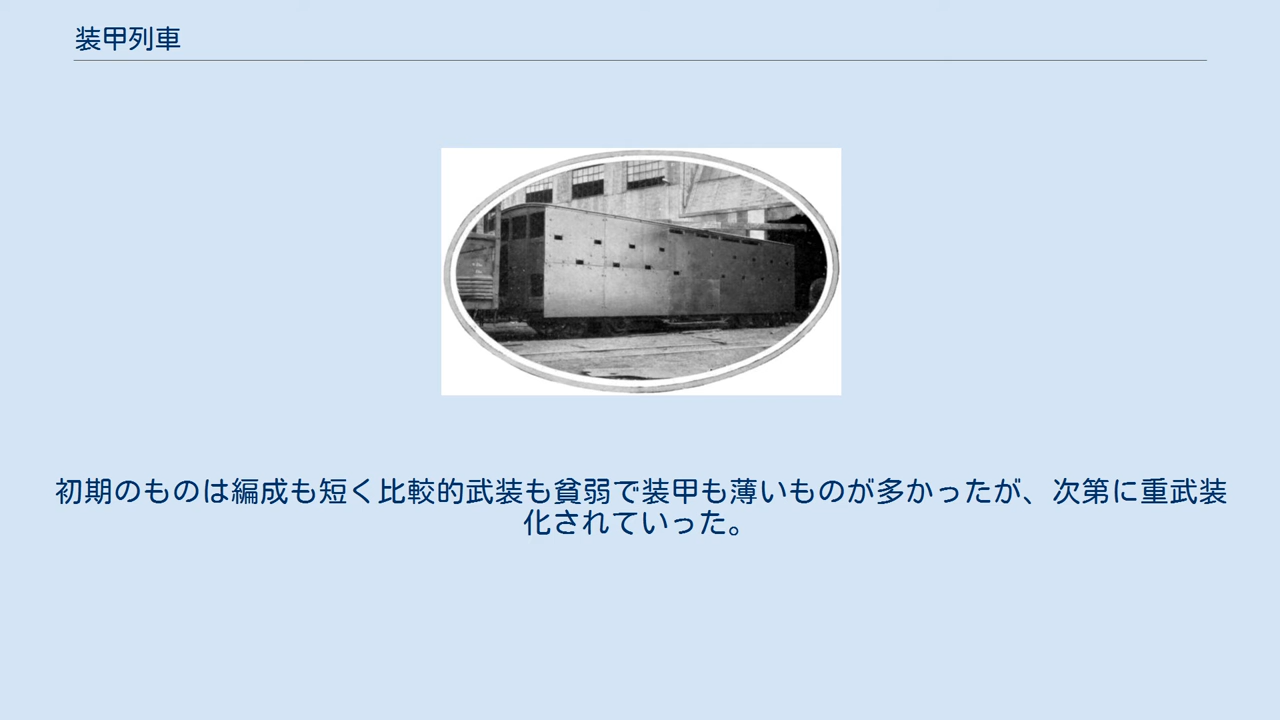 装甲列車
初期のものは編成も短く比較的武装も貧弱で装甲も薄いものが多かったが、次第に重武装
化されていった。